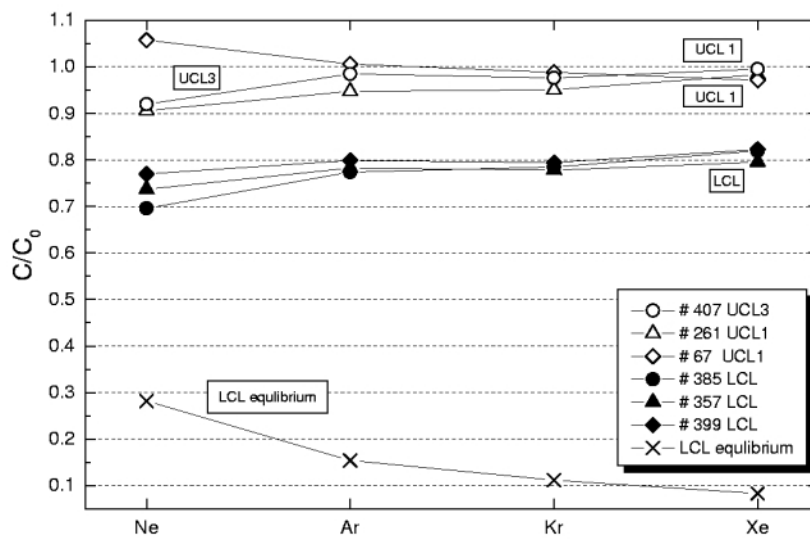 C/C0
1.1
1.0
0.9
0.8
0.7
0.6
0.5
0.4
0.3
0.2
0.1
UCL3
UCL 1
UCL 1
LCL
LCL equlibrium
# 407 UCL3
# 261 UCL1
# 67 UCL1
# 385 LCL
# 357 LCL
# 399 LCL
LCL equlibrium
Ne Ar Kr Xe